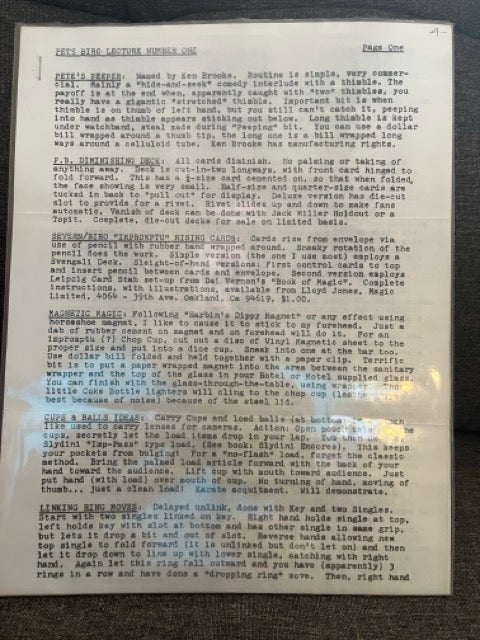 4-
PETE BIRO LECTURE NUMBER ONE Page One
PETE'S PEEPER: Named by Ken Brooke. Routine is simple, very commer-
cial. Mainly a "hide-and-seek" comedy interlude with a thimble. The
payoff is at the end when, apparently caught with "two" thimbles, you
really have a gigantic "stretched" thimble. Important bit is when
thimble is on thumb of left hand, but you still can't catch it, peeping
into hand as thimble appears sticking out below. Long thimble is kept
under watchband, steal made during "Peeping" bit. You can use a dollar
bill wrapped around a thumb tip, the long one is a bill wrapped long
ways around a celluloid tube. Ken Brooke has manufacturing rights.
P.B. DIMINISHING DECK: All cards diminish. No palming or taking of
anything away. Deck is cut-in-two longways, with front card hinged to
fold forward. This has a ½-size card cemented on, so that when folded,
the face showing is very small. Half-size and quarter-size cards are
tucked in back to "pull out" for display. Deluxe version has die-cut
slot to provide for a rivet. Rivet slides up and down to make fans
automatic. Vanish of deck can be done with Jack Miller Holdout or a
Topit. Complete, die-cut decks for sale on limited basis.
SEVSEN/BIRO "IMPROMPTU" RISING CARDS: Cards rise from envelope via
use of pencil with rubber band wrapped around. Sneaky rotation of the
pencil does the work. Simple version (the one I use most) employs a
Svengali Deck. Sleight-of-hand versions: First control cards to top
and insert pencil between cards and envelope. Second version employs
Leipzig Card Stab set-up from Dai Vernon's "Book of Magic". Complete
instructions, with illustrations, available from Lloyd Jones, Magic
Limited, 4064 - 39th Ave. Oakland, Ca 94619, $1.00.
MAGNETIC MAGIC: Following "Harbin's Dippy Magnet" or any effect using
horseshoe magnet, I like to cause it to stick to my forehead. Just a
dab of rubber cement on magnet and on forehead will do it. For an
impromptu (?) Chop Cup, cut out a disc of Vinyl Magnetic sheet to the
proper size and put into a dice cup. Sneak into one at the bar too.
Use dollar bill folded and held together with a paper clip. Terrific
bit is to put a paper wrapped magnet into the area between the sanitary
wrapper and the top of the glass in your Hotel or Motel supplied glass.
You can finish with the glass-through-the-table, using wrapper
little Coke Bottle lighters will cling to the chop cup
best because of noise) because of the steel lid.
CUPS & BALLS IDEAS: Carry Cups and load balls (at bottom
like used to carry lenses for cameras. Action: Open
cups, secretly let the load items drop in your lap. You then
Slydini "Imp-Pass" type load. (See book: Slydini Encores). This keeps
your pockets from bulging! For a "no-flash" load, forget the classic
method. Bring the palmed load article forward with the back of your
hand toward the audience. Lift cup with mouth toward audience. Just
put hand (with load) over mouth of cup. No turning of hand, moving of
thumb... just a clean load! Karate acquitment. Will demonstrate.
LINKING RING MOVES: Delayed unlink, done with Key and two Singles.
Start with two singles linked on key. Right hand holds single at top,
left holds key with slot at bottom and has other single in same grip,
but lets it drop a bit and out of slot. Reverse hands allowing new
top single to fold forward (it is unlinked but don't let on) and then
let it drop down to line up with lower single, catching with right
hand. Again let this ring fall outward and you have (apparently) 3
rings in a row and have done a "dropping ring" move. Then, right hand